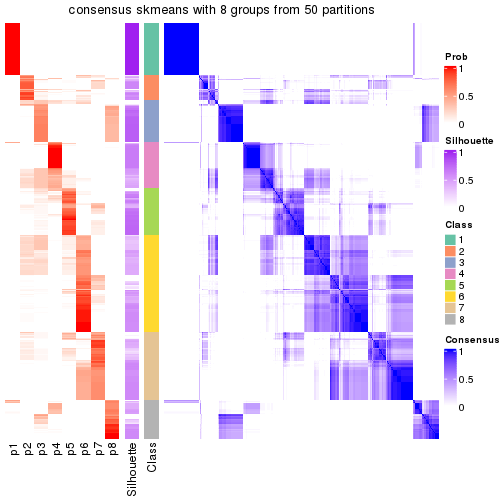 consensus skmeans with 8 groups from 50 partitions
Prob
1
0.5
0
Silhouette
1
0.5
0
Class
1
2
3
4
5
6
7
8
Consensus
1
0.5
0
p1
p2
p3
p4
p5
p6
p7
p8
Silhouette
Class